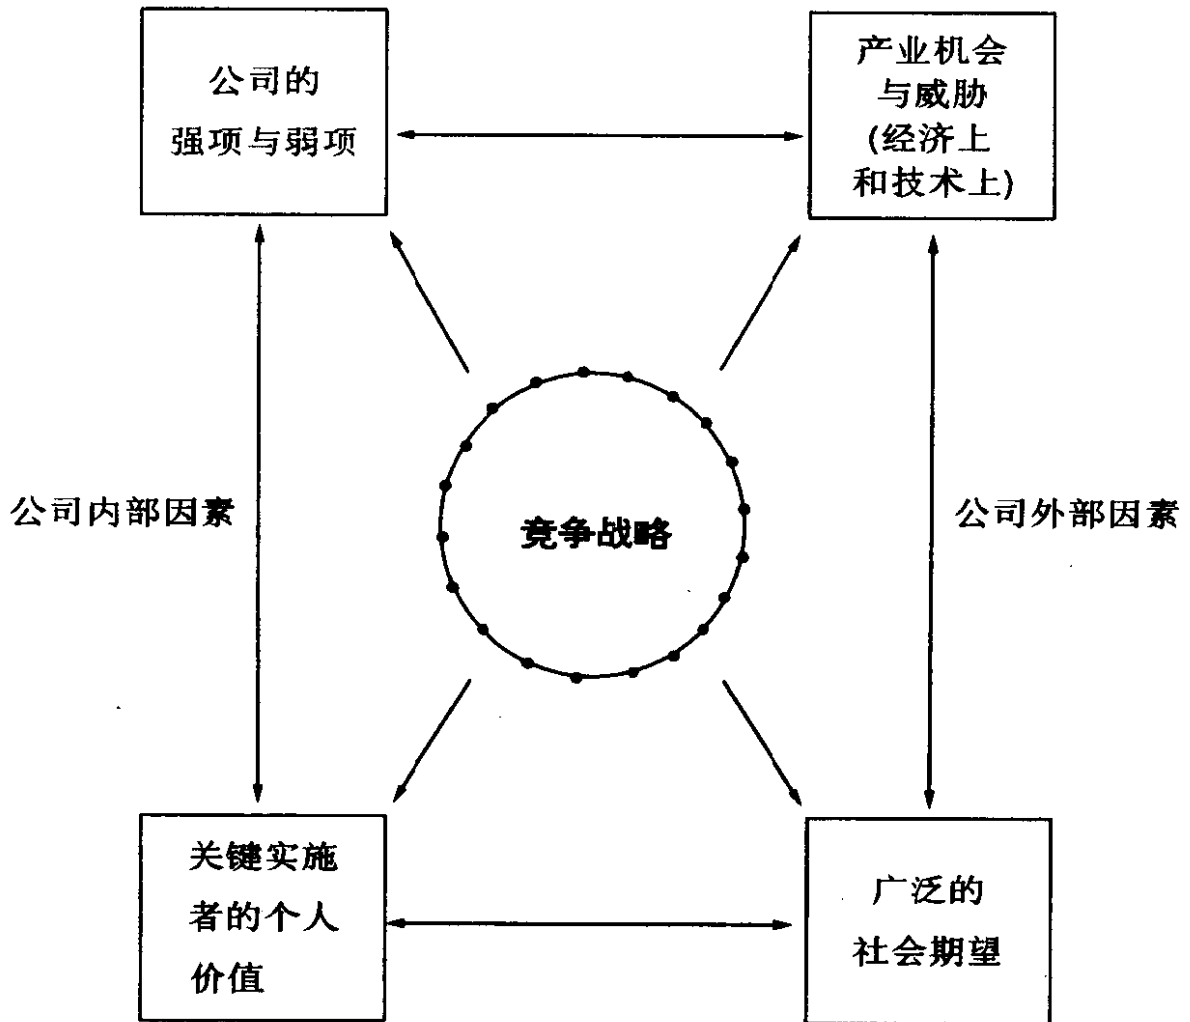 公司的
强项与弱项
产业机会
与威胁
(经济上
和技术上)
公司内部因素
竞争战略
公司外部因素
关键实施
者的个人
价值
广泛的
社会期望